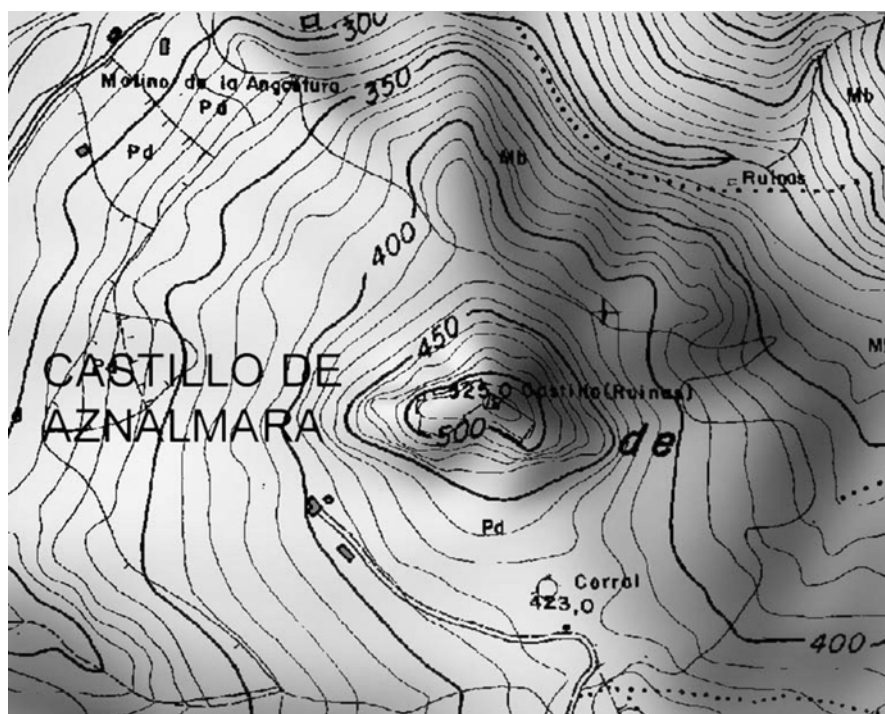 300
Molino de la Angostura
350
Pd
Mb
Mb
Pd
Ruinas
400
450
CASTILLO DE
525,0 Castillo (Ruinas)
AZNALMARA
500
de
Pd
Corral
423,0
400